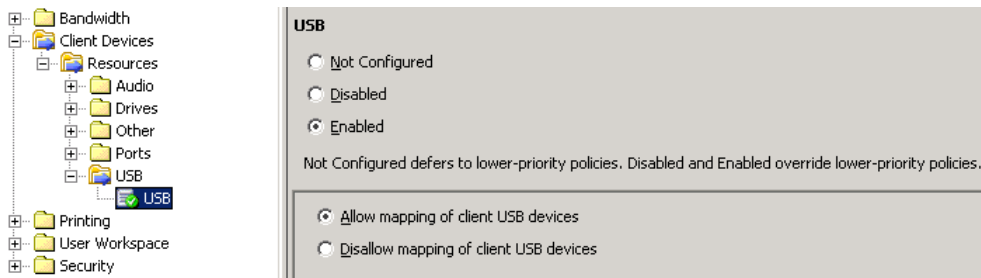 Bandwidth
Client Devices
Resources
Audio
Drives
Other
Ports
USB
USB
Printing
User Workspace
Security
USB
Not Configured
Disabled
Enabled
Not Configured defers to lower-priority policies. Disabled and Enabled override lower-priority policies.
Allow mapping of client USB devices
Disallow mapping of client USB devices